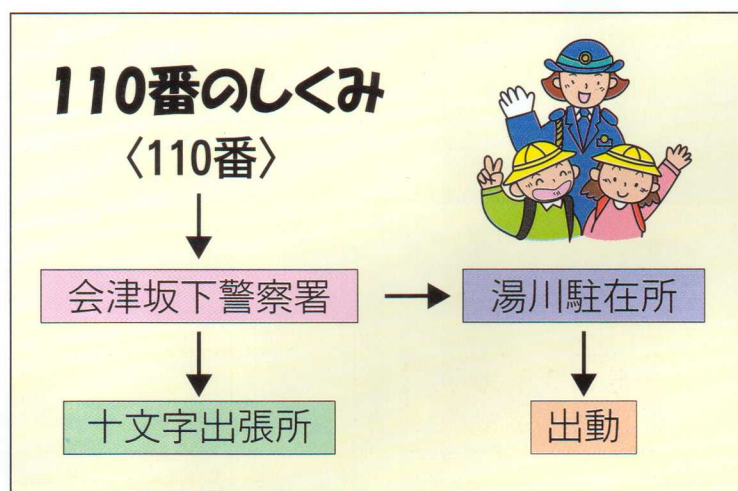 110番のしくみ
〈110番〉
会津坂下警察署
湯川駐在所
十文字出張所
出動